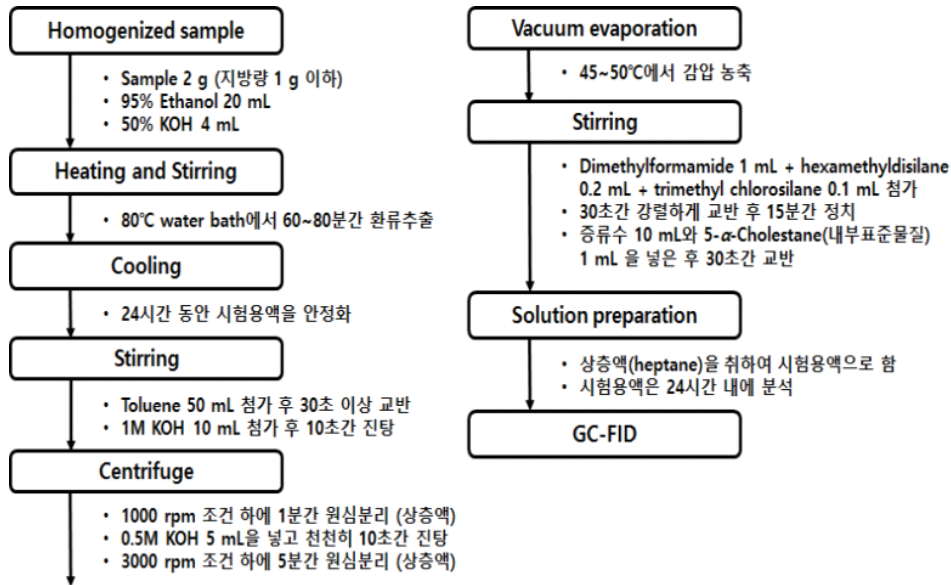 Homogenized sample
• Sample 2 g (지방량 1 g 이하)
• 95% Ethanol 20 mL
• 50% KOH 4 mL
Heating and Stirring
• 80℃ water bath에서 60~80분간 환류추출
Cooling
• 24시간 동안 시험용액을 안정화
Stirring
• Toluene 50 mL 첨가 후 30초 이상 교반
• 1M KOH 10 mL 첨가 후 10초간 진탕
Centrifuge
• 1000 rpm 조건 하에 1분간 원심분리 (상층액)
• 0.5M KOH 5 mL을 넣고 천천히 10초간 진탕
• 3000 rpm 조건 하에 5분간 원심분리 (상층액)
Vacuum evaporation
• 45~50℃에서 감압 농축
Stirring
• Dimethylformamide 1 mL + hexamethyldisilane
0.2 mL + trimethyl chlorosilane 0.1 mL 첨가
• 30초간 강렬하게 교반 후 15분간 정치
• 증류수 10 mL와 5-α-Cholestane(내부표준물질)
1 mL 을 넣은 후 30초간 교반
Solution preparation
• 상층액(heptane)을 취하여 시험용액으로 함
• 시험용액은 24시간 내에 분석
GC-FID